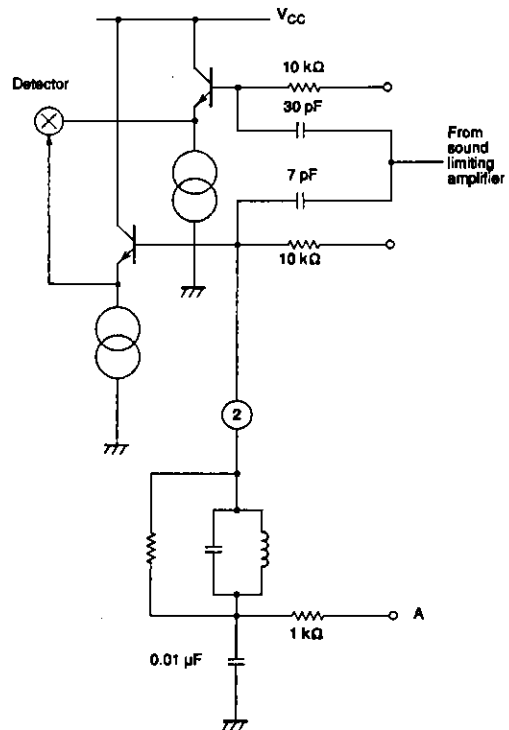 VCC
10 kΩ
Detector
30 pF
From
sound
limiting
amplifier
7 pF
10 kΩ
2
A
1 kΩ
0.01 µF